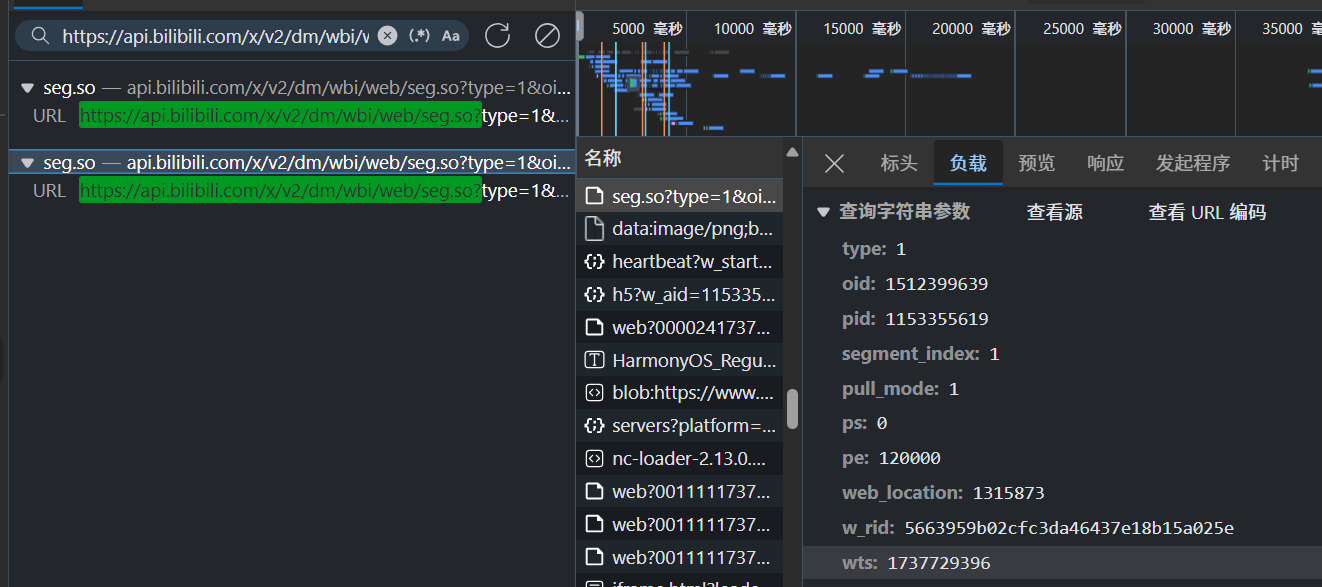 https://api.bilibili.com/x/v2/dm/wbi/v (.*) Aa
seg.so — api.bilibili.com/x/v2/dm/wbi/web/seg.so?type=1&oi...
URL https://api.bilibili.com/x/v2/dm/wbi/web/seg.so?type=1&...
seg.so — api.bilibili.com/x/v2/dm/wbi/web/seg.so?type=1&oi...
URL https://api.bilibili.com/x/v2/dm/wbi/web/seg.so?type=1&...
5000 毫秒 10000 毫秒 15000 毫秒 20000 毫秒 25000 毫秒 30000 毫秒 35000
名称
seg.so?type=1&oi...
data:image/png;b...
heartbeat?w_start...
h5?w_aid=115335...
web?0000241737...
HarmonyOS_Regu...
blob:https://www....
servers?platform=...
nc-loader-2.13.0....
web?0011111737...
web?0011111737...
web?0011111737...
标头 负载 预览 响应 发起程序 计时
查询字符串参数 查看源 查看 URL 编码
type: 1
oid: 1512399639
pid: 1153355619
segment_index: 1
pull_mode: 1
ps: 0
pe: 120000
web_location: 1315873
w_rid: 5663959b02cfc3da46437e18b15a025e
wts: 1737729396